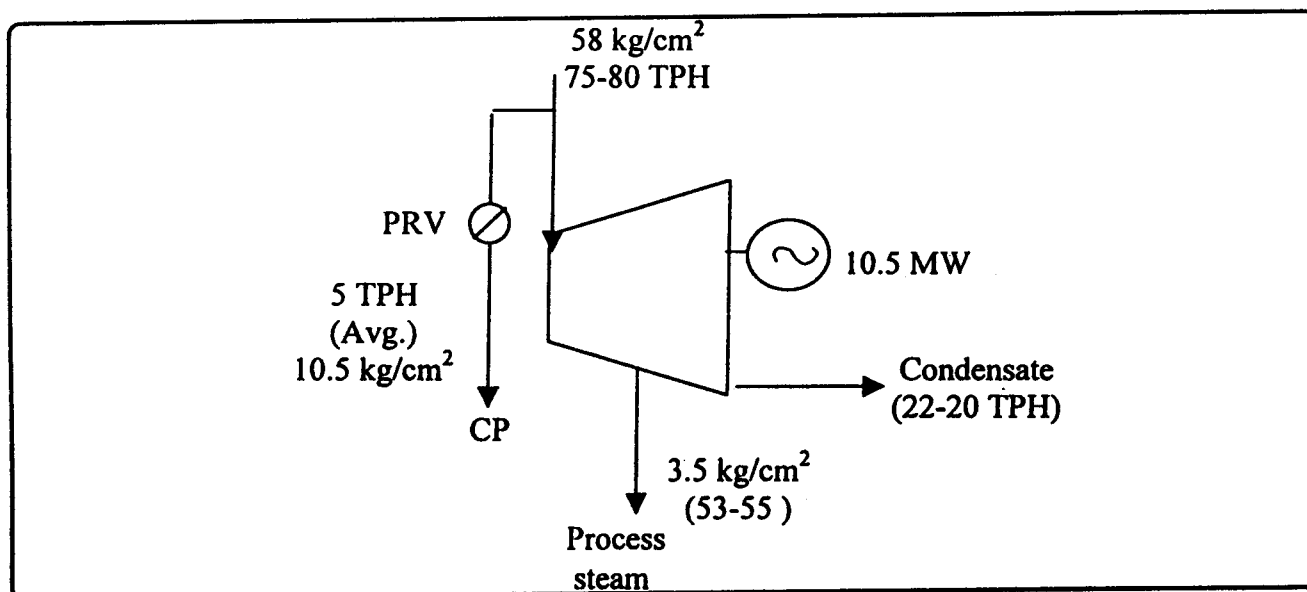 58 kg/cm²
75-80 TPH
PRV
10.5 MW
5 TPH
(Avg.)
10.5 kg/cm²
CP
Condensate
(22-20 TPH)
3.5 kg/cm²
(53-55 )
Process
steam